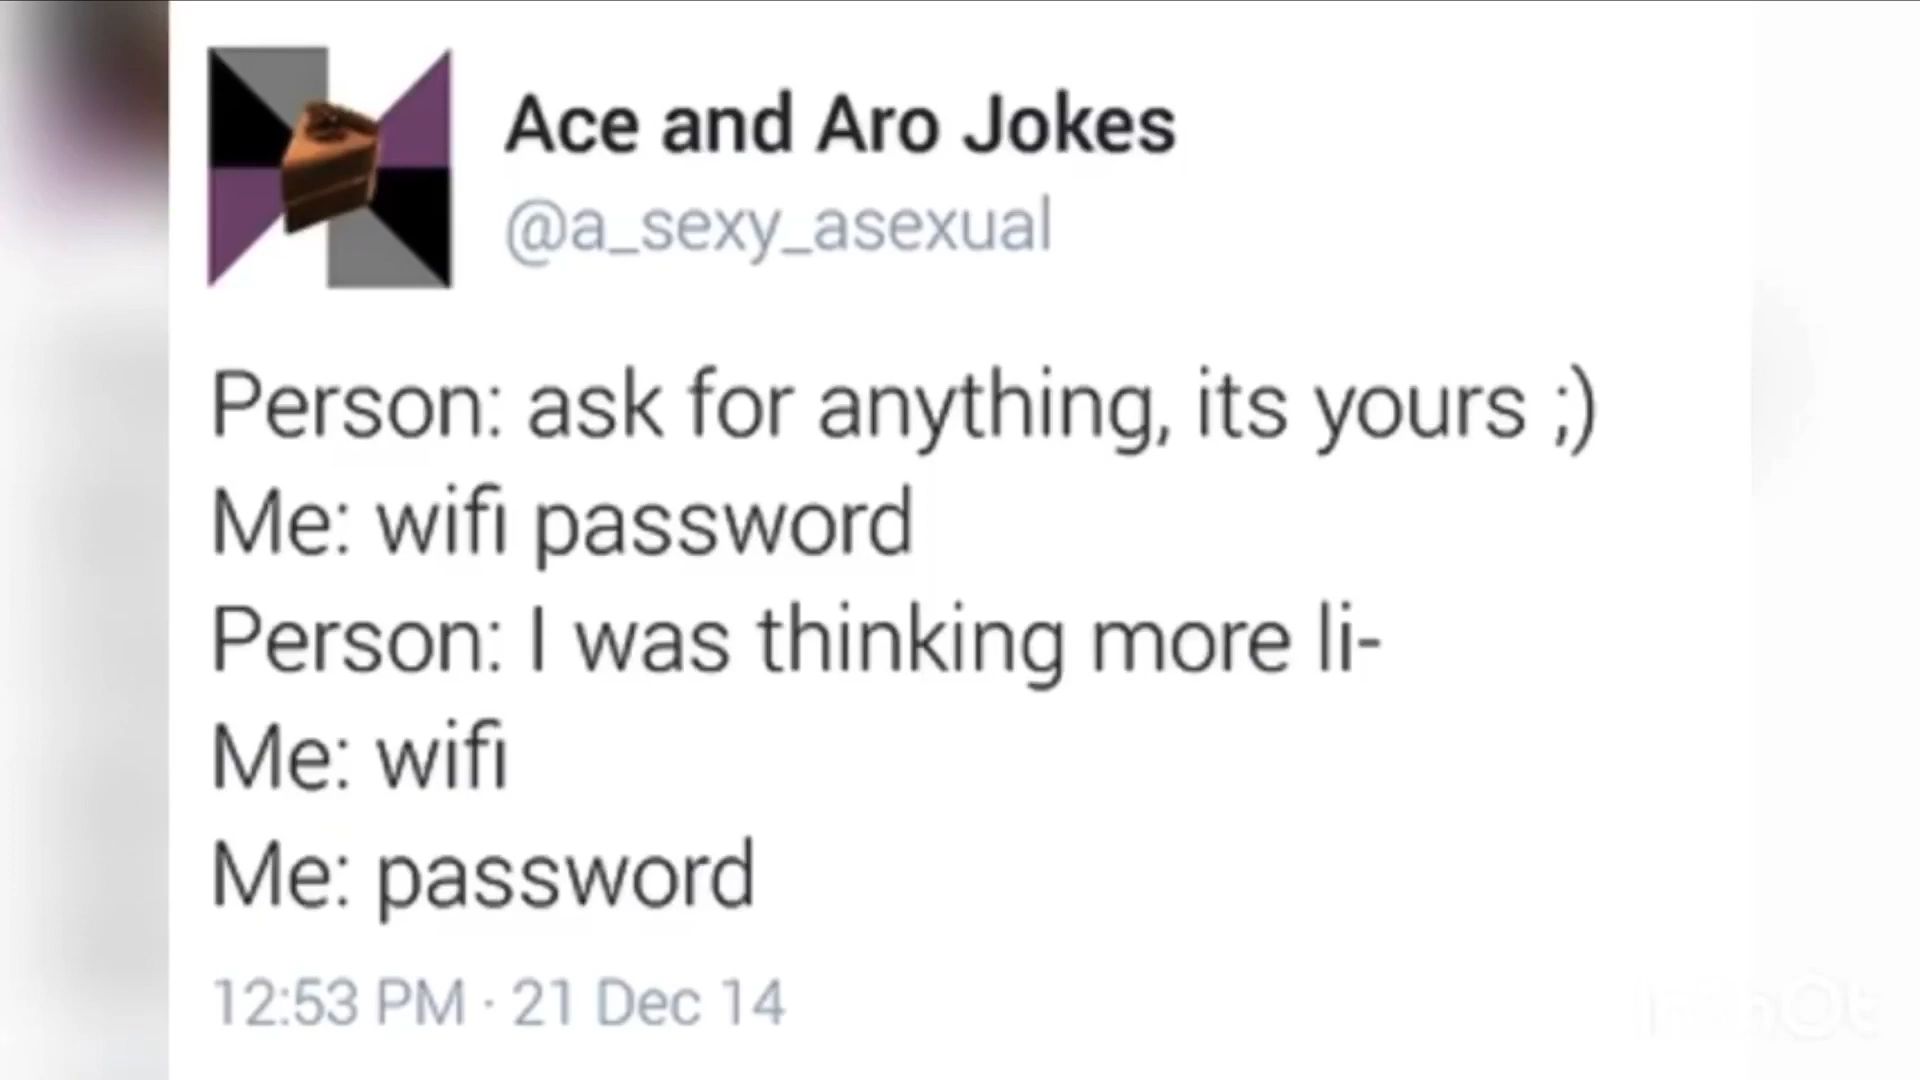 Ace and Aro Jokes
@a_sexy_asexual
Person: ask for anything, its yours ;)
Me: wifi password
Person: I was thinking more li-
Me: wifi
Me: password
12:53 PM · 21 Dec 14